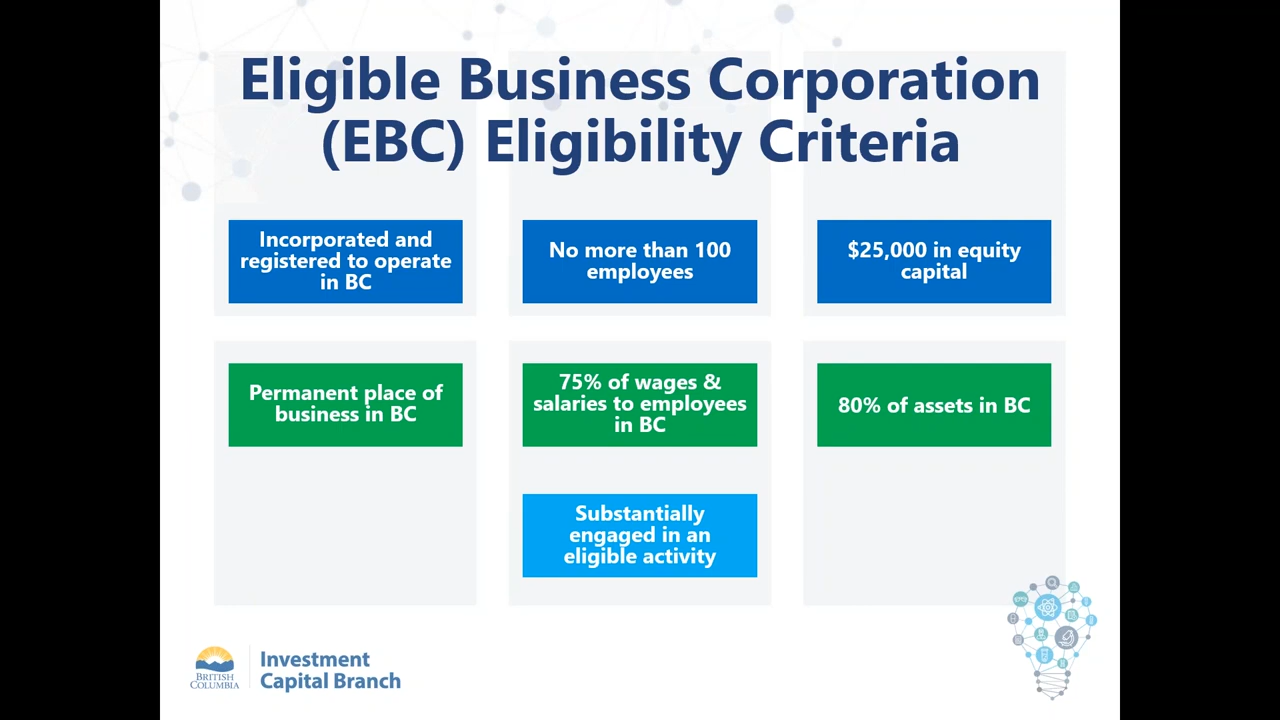 Eligible Business Corporation
(EBC) Eligibility Criteria
Incorporated and
registered to operate
in BC
No more than 100
employees
$25,000 in equity
capital
Permanent place of
business in BC
75% of wages &
salaries to employees
in BC
80% of assets in BC
Substantially
engaged in an
eligible activity
BRITISH
COLUMBIA
Investment
Capital Branch